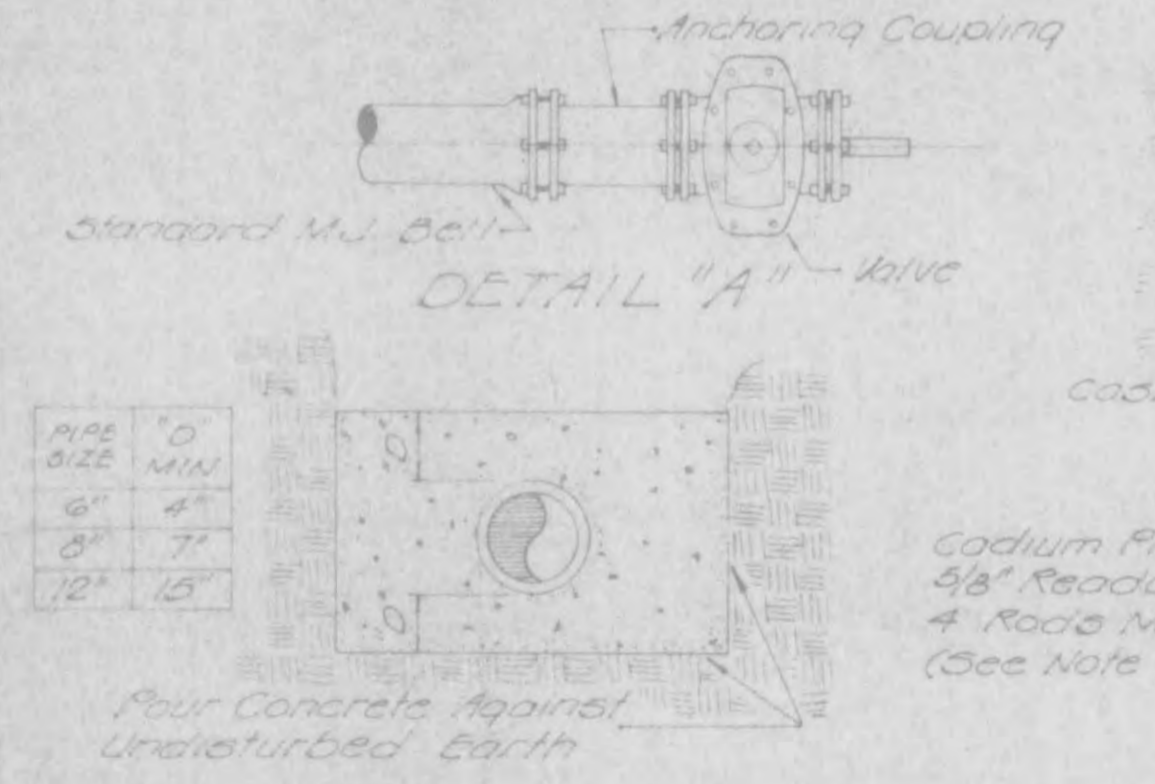 Anchoring Coupling
Standard M.J. Bell
Valve
DETAIL "A"
PIPE SIZE "D" MIN
6" 4"
8" 7"
12" 15"
D
D
Pour Concrete Against
Undisturbed Earth
Cadium
5/8"
4 Rods
(See Note